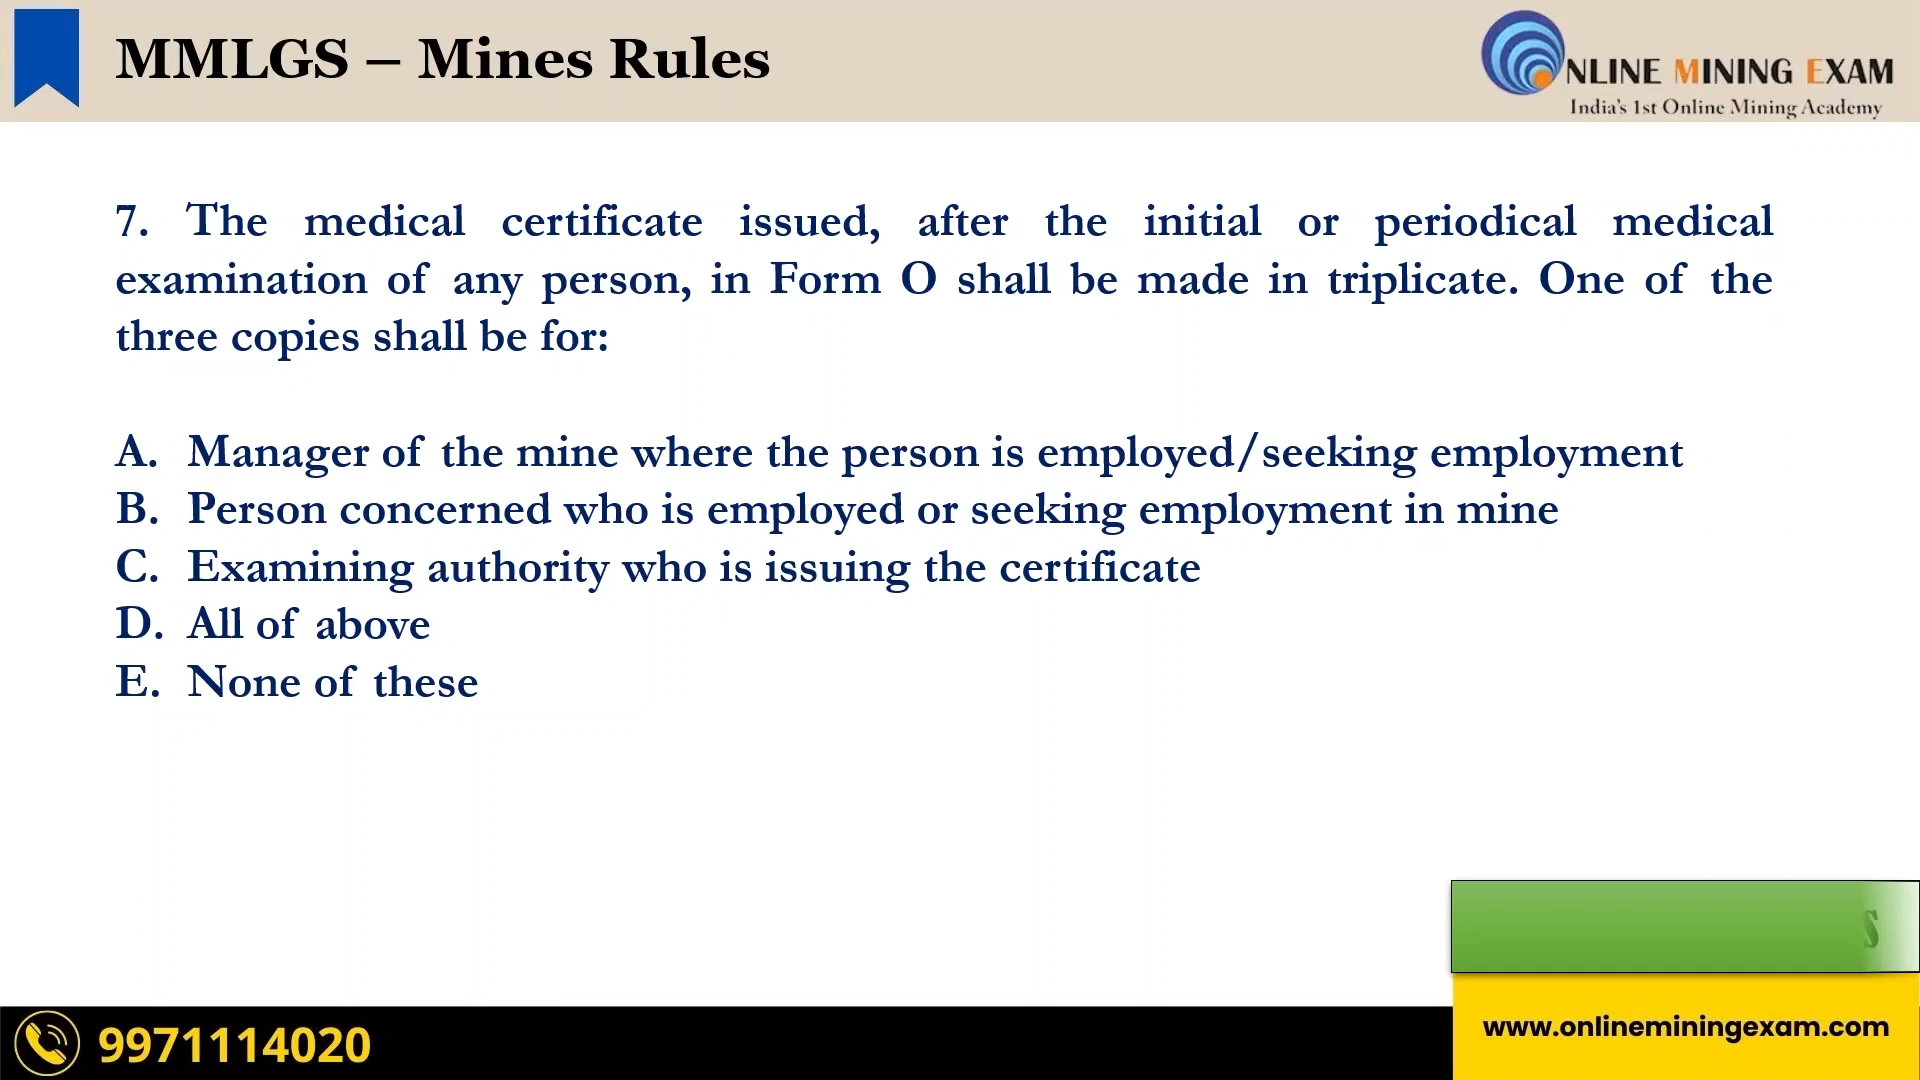 MMLGS – Mines Rules
NLINE MINING EXAM
India's 1st Online Mining Academy
7. The medical certificate issued, after the initial or periodical medical
examination of any person, in Form O shall be made in triplicate. One of the
three copies shall be for:
A. Manager of the mine where the person is employed/seeking employment
B. Person concerned who is employed or seeking employment in mine
C. Examining authority who is issuing the certificate
D. All of above
E. None of these
9971114020
www.onlineminingexam.com